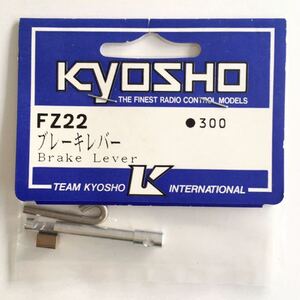 KYOSHO
THE FINEST RADIO CONTROL MODELS
FZ22
●300
ブレーキレバー
Brake Lever
TEAM KYOSHO K INTERNATIONAL